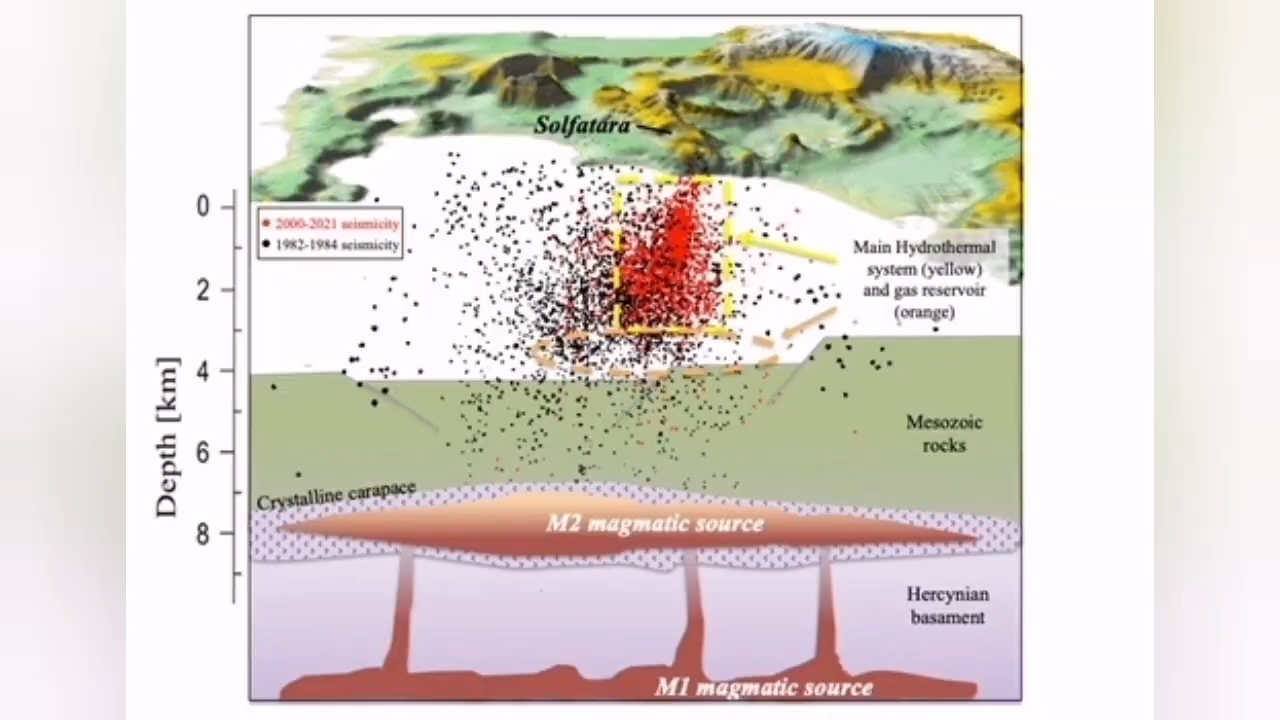 Solfatara
0
2000-2021 seismicity
1982-1984 seismicity
Main Hydrothermal
system (yellow)
and gas reservoir
(orange)
2
4
Depth [km]
Mesozoic
rocks
6
Crystalline carapace
M2 magmatic source
8
Hercynian
basament
M1 magmatic source